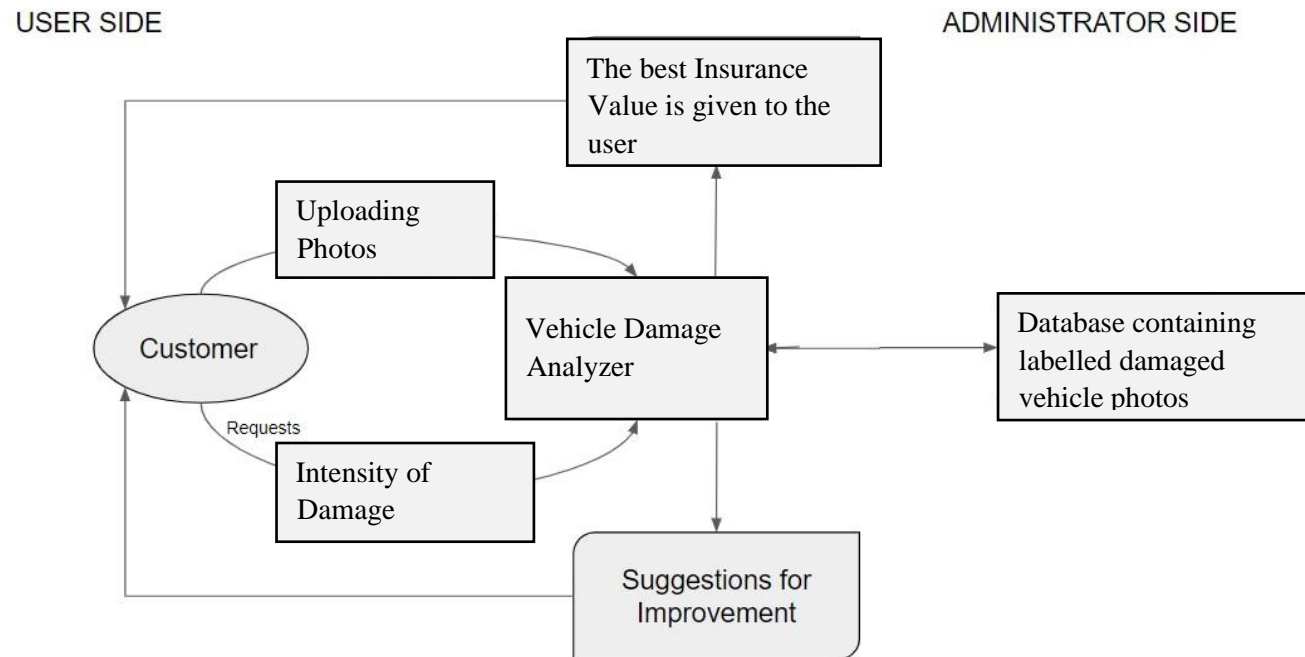 USER SIDE
ADMINISTRATOR SIDE
The best Insurance
Value is given to the
user
Uploading
Photos
Customer
Vehicle Damage
Analyzer
Database containing
labelled damaged
vehicle photos
Requests
Intensity of
Damage
Suggestions for
Improvement